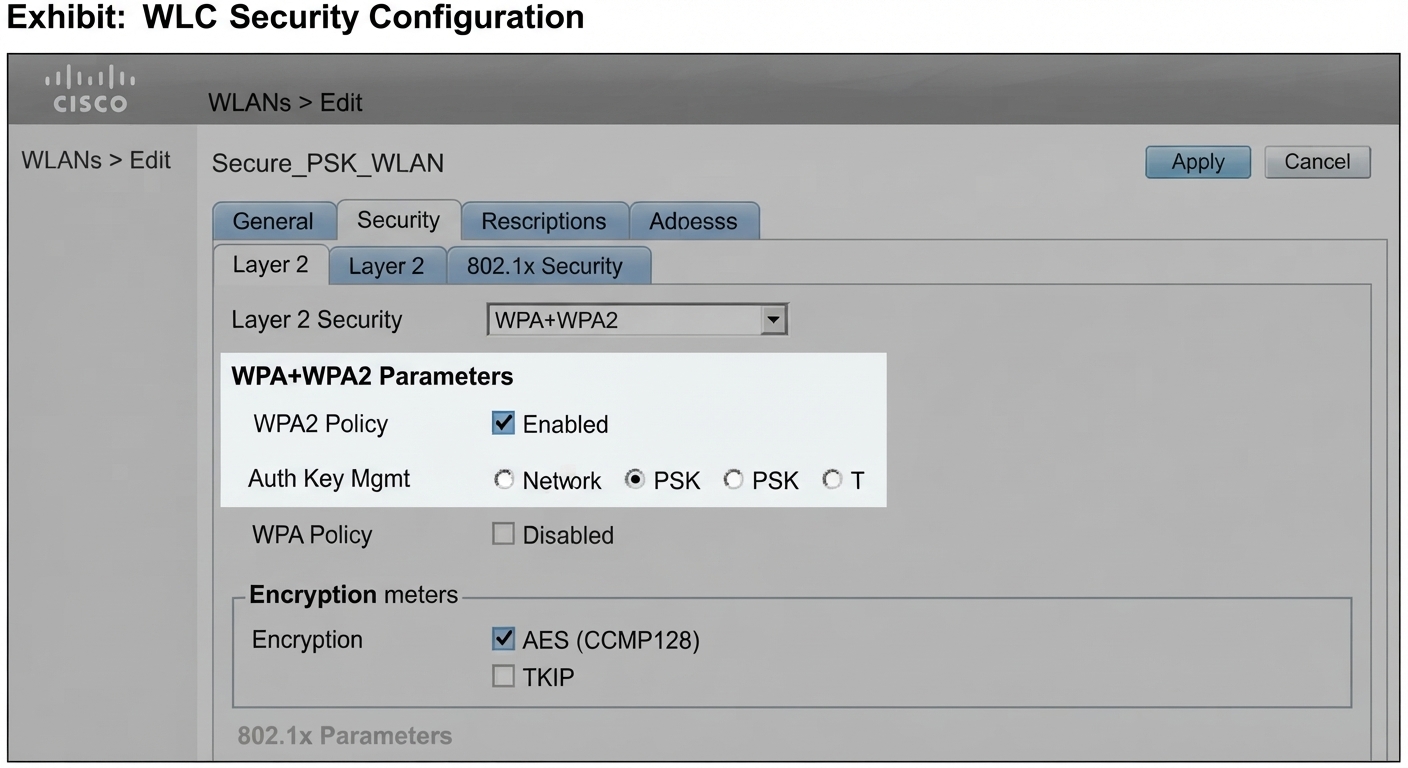 Exhibit: WLC Security Configuration
CISCO
WLANs > Edit
WLANs > Edit
Secure_PSK_WLAN
Apply
Cancel
General
Security
Rescriptions
Adoesss
Layer 2
Layer 2
802.1x Security
Layer 2 Security
WPA+WPA2
WPA+WPA2 Parameters
WPA2 Policy
Enabled
Auth Key Mgmt
Network
PSK
PSK
T
WPA Policy
Disabled
Encryption meters
Encryption
AES (CCMP128)
TKIP
802.1x Parameters